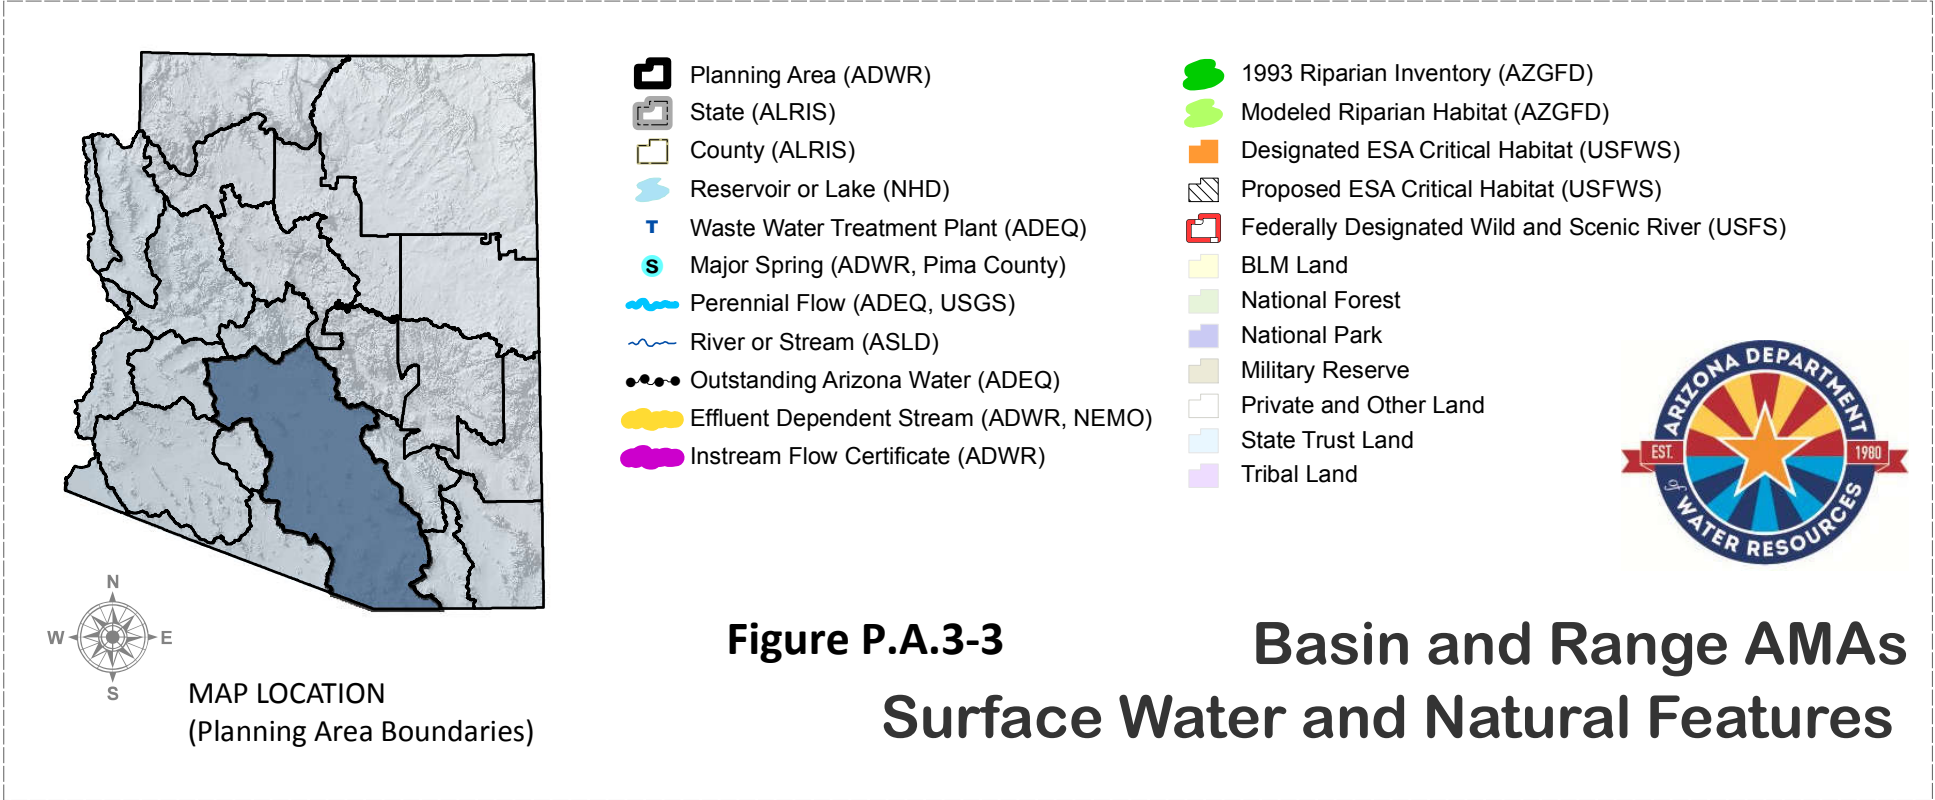 Planning Area (ADWR)
State (ALRIS)
County (ALRIS)
Reservoir or Lake (NHD)
T Waste Water Treatment Plant (ADEQ)
S Major Spring (ADWR, Pima County)
Perennial Flow (ADEQ, USGS)
River or Stream (ASLD)
Outstanding Arizona Water (ADEQ)
Effluent Dependent Stream (ADWR, NEMO)
Instream Flow Certificate (ADWR)
1993 Riparian Inventory (AZGFD)
Modeled Riparian Habitat (AZGFD)
Designated ESA Critical Habitat (USFWS)
Proposed ESA Critical Habitat (USFWS)
Federally Designated Wild and Scenic River (USFS)
BLM Land
National Forest
National Park
Military Reserve
Private and Other Land
State Trust Land
Tribal Land
ARIZONA DEPARTMENT
EST. 1980
of WATER RESOURCES
N
W E
S
MAP LOCATION
(Planning Area Boundaries)
Figure P.A.3-3
Basin and Range AMAs
Surface Water and Natural Features